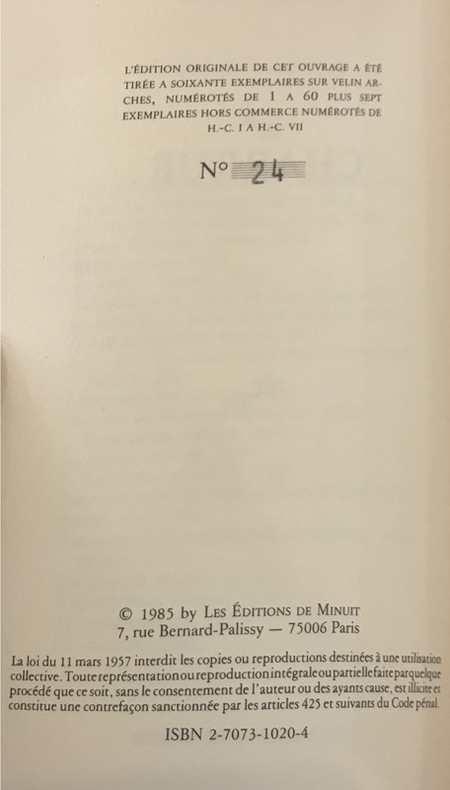 L'ÉDITION ORIGINALE DE CET OUVRAGE A ÉTÉ
TIRÉE A SOIXANTE EXEMPLAIRES SUR VELIN AR-
CHES, NUMÉROTÉS DE 1 A 60 PLUS SEPT
EXEMPLAIRES HORS COMMERCE NUMÉROTÉS DE
H.-C. I A H.-C. VII
N° 24
© 1985 by LES ÉDITIONS DE MINUIT
7, rue Bernard-Palissy — 75006 Paris
La loi du 11 mars 1957 interdit les copies ou reproductions destinées à une utilisation
collective. Toute représentation ou reproduction intégrale ou partielle faite par quelque
procédé que ce soit, sans le consentement de l'auteur ou des ayants cause, est illicite et
constitue une contrefaçon sanctionnée par les articles 425 et suivants du Code pénal.
ISBN 2-7073-1020-4